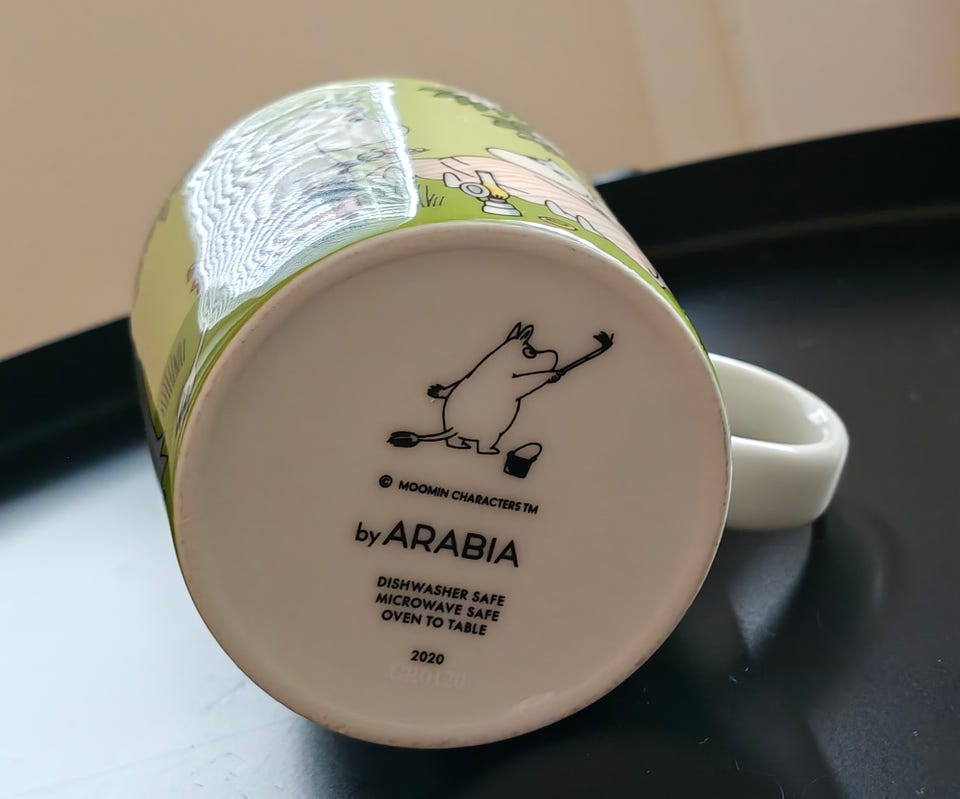 © MOOMIN CHARACTERS TM
by ARABIA
DISHWASHER SAFE
MICROWAVE SAFE
OVEN TO TABLE
2020